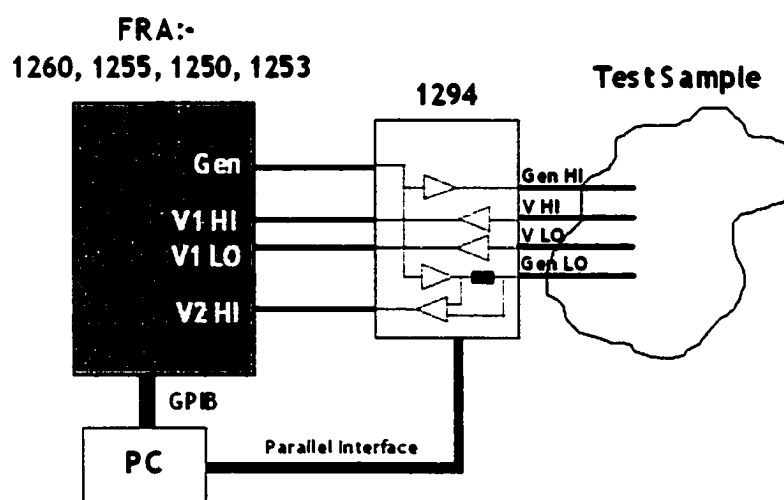 FRA:-
1260, 1255, 1250, 1253
1294
Test Sample
Gen
V1 HI
V1 LO
V2 HI
Gen HI
V HI
V LO
Gen LO
GPIB
PC
Parallel Interface